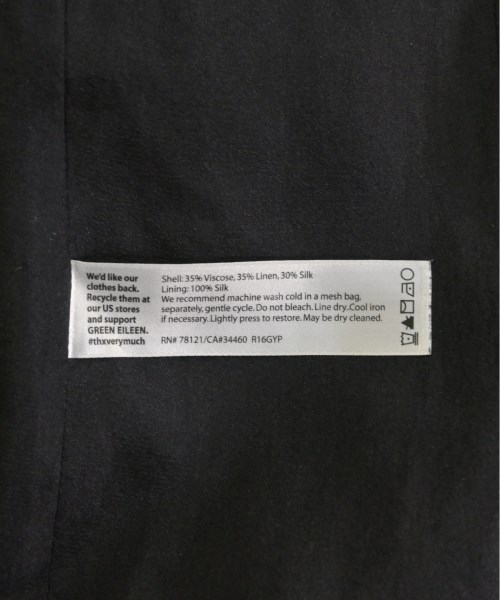 We'd like our
clothes back.
Recycle them at
our US stores
and support
GREEN EILEEN.
#thxverymuch
Shell: 35% Viscose, 35% Linen, 30% Silk
Lining: 100% Silk
We recommend machine wash cold in a mesh bag,
separately, gentle cycle. Do not bleach. Line dry. Cool iron
if necessary. Lightly press to restore. May be dry cleaned.
RN# 78121/CA#34460 R16GYP